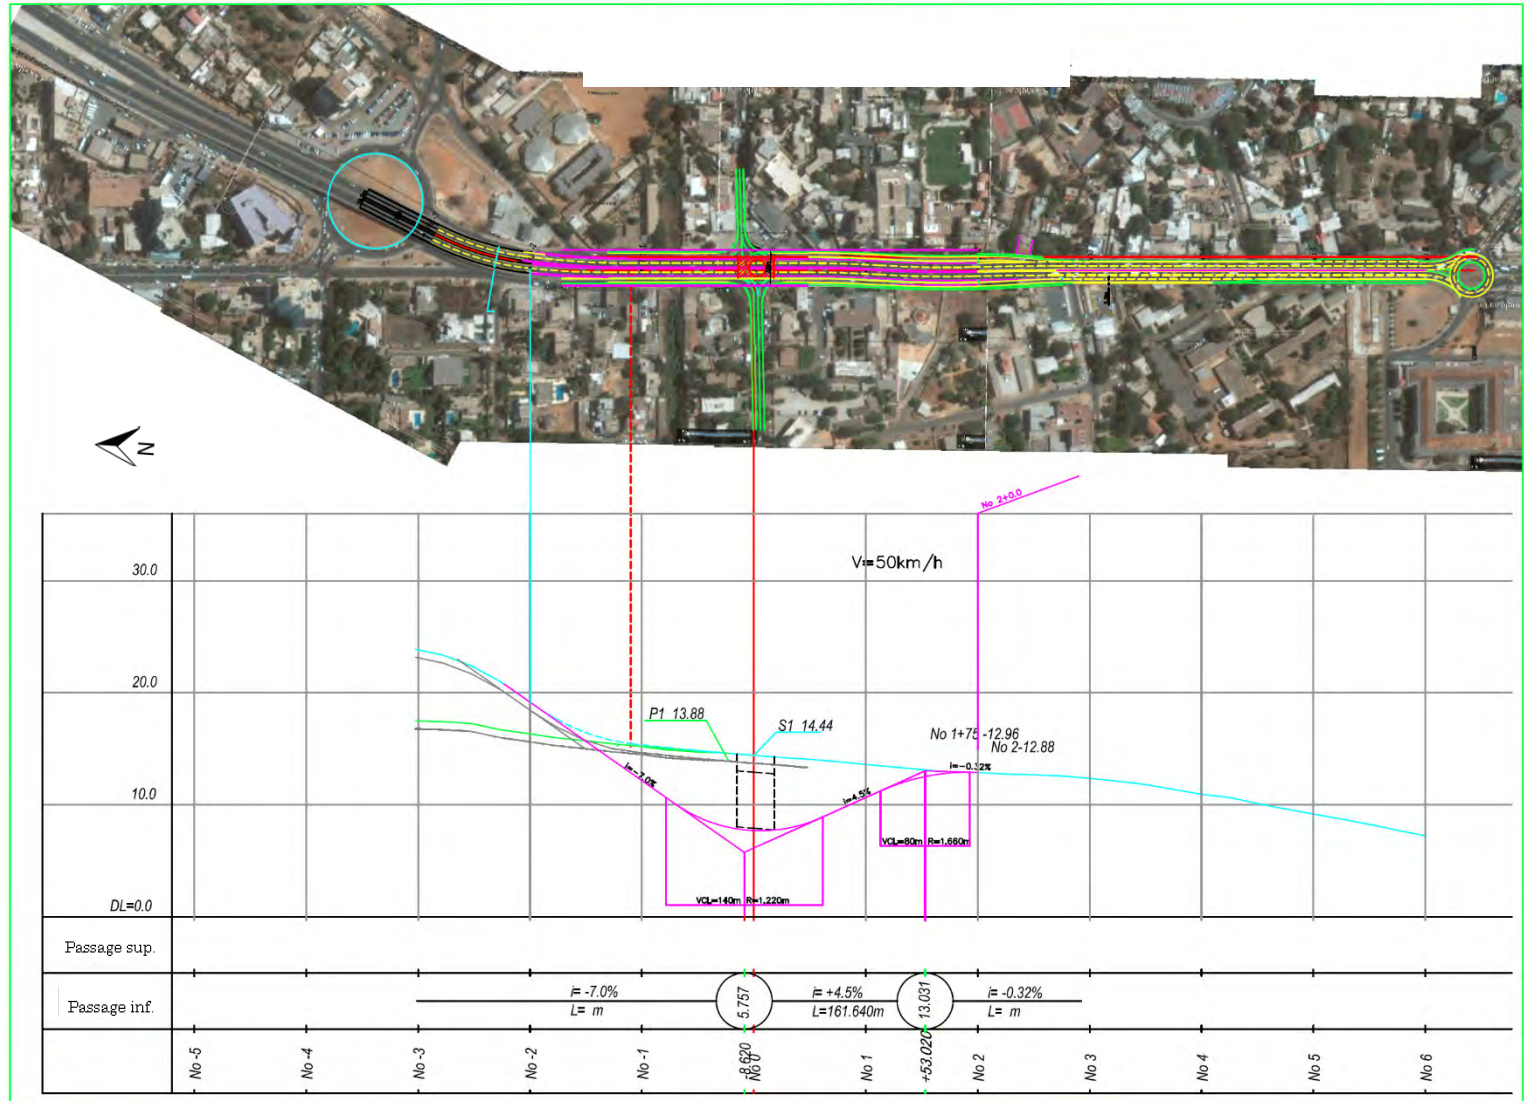 N
No 2+0.0
V=50km/h
30.0
20.0
10.0
DL=0.0
P1 13.88
S1 14.44
No 1+75 -12.96
No 2-12.88
i=-7.0%
i=4.5%
i=-0.32%
VCL=80m R=1,660m
VCL=140m R=1,220m
Passage sup.
Passage inf.
i= -7.0%
L= m
5.757
i= +4.5%
L=161.640m
13.031
i= -0.32%
L= m
No -5
No -4
No -3
No -2
No -1
-8.620
No 0
No 1
+53.020
No 2
No 3
No 4
No 5
No 6